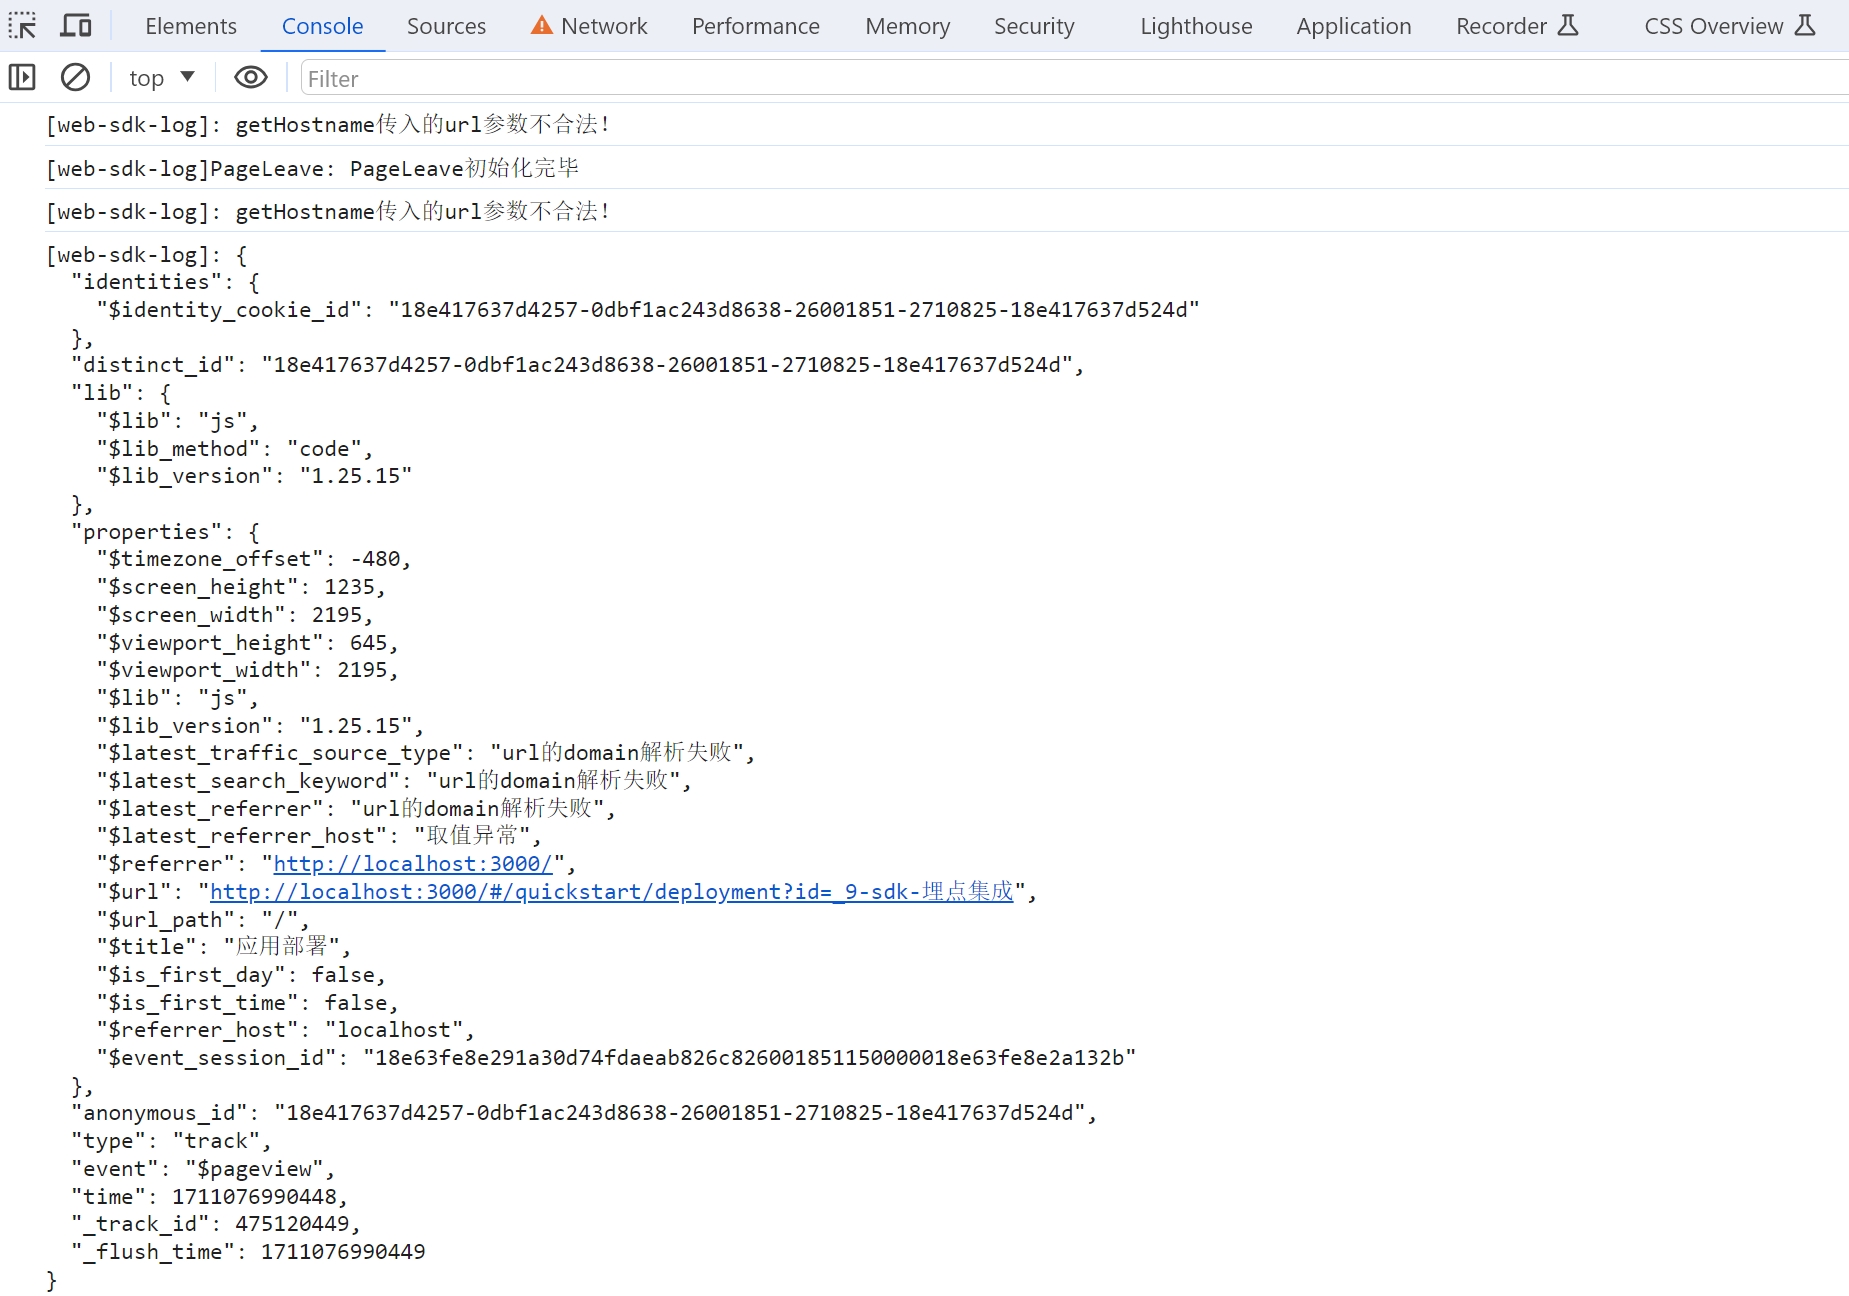 Elements Console Sources Network Performance Memory Security Lighthouse Application Recorder CSS Overview
top Filter
[web-sdk-log]: getHostname传入的url参数不合法!
[web-sdk-log]PageLeave: PageLeave初始化完毕
[web-sdk-log]: getHostname传入的url参数不合法!
[web-sdk-log]: {
"identities": {
"$identity_cookie_id": "18e417637d4257-0dbf1ac243d8638-26001851-2710825-18e417637d524d"
},
"distinct_id": "18e417637d4257-0dbf1ac243d8638-26001851-2710825-18e417637d524d",
"lib": {
"$lib": "js",
"$lib_method": "code",
"$lib_version": "1.25.15"
},
"properties": {
"$timezone_offset": -480,
"$screen_height": 1235,
"$screen_width": 2195,
"$viewport_height": 645,
"$viewport_width": 2195,
"$lib": "js",
"$lib_version": "1.25.15",
"$latest_traffic_source_type": "url的domain解析失败",
"$latest_search_keyword": "url的domain解析失败",
"$latest_referrer": "url的domain解析失败",
"$latest_referrer_host": "取值异常",
"$referrer": "http://localhost:3000/",
"$url": "http://localhost:3000/#/quickstart/deployment?id=_9-sdk-埋点集成",
"$url_path": "/",
"$title": "应用部署",
"$is_first_day": false,
"$is_first_time": false,
"$referrer_host": "localhost",
"$event_session_id": "18e63fe8e291a30d74fdaeab826c826001851150000018e63fe8e2a132b"
},
"anonymous_id": "18e417637d4257-0dbf1ac243d8638-26001851-2710825-18e417637d524d",
"type": "track",
"event": "$pageview",
"time": 1711076990448,
"_track_id": 475120449,
"_flush_time": 1711076990449
}